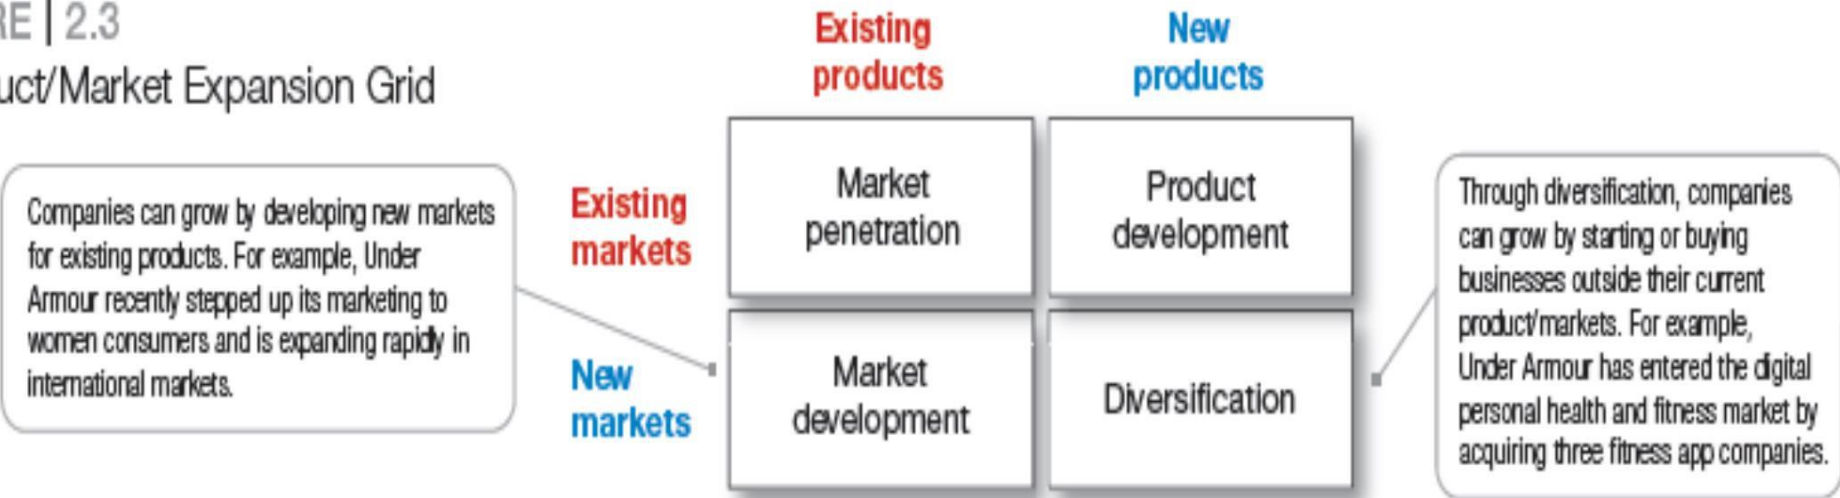 RE | 2.3
uct/Market Expansion Grid
Companies can grow by developing new markets
for existing products. For example, Under
Armour recently stepped up its marketing to
women consumers and is expanding rapidly in
international markets.
Existing
products
New
products
Existing
markets
New
markets
Market
penetration
Product
development
Market
development
Diversification
Through diversification, companies
can grow by starting or buying
businesses outside their current
product/markets. For example,
Under Armour has entered the digital
personal health and fitness market by
acquiring three fitness app companies.